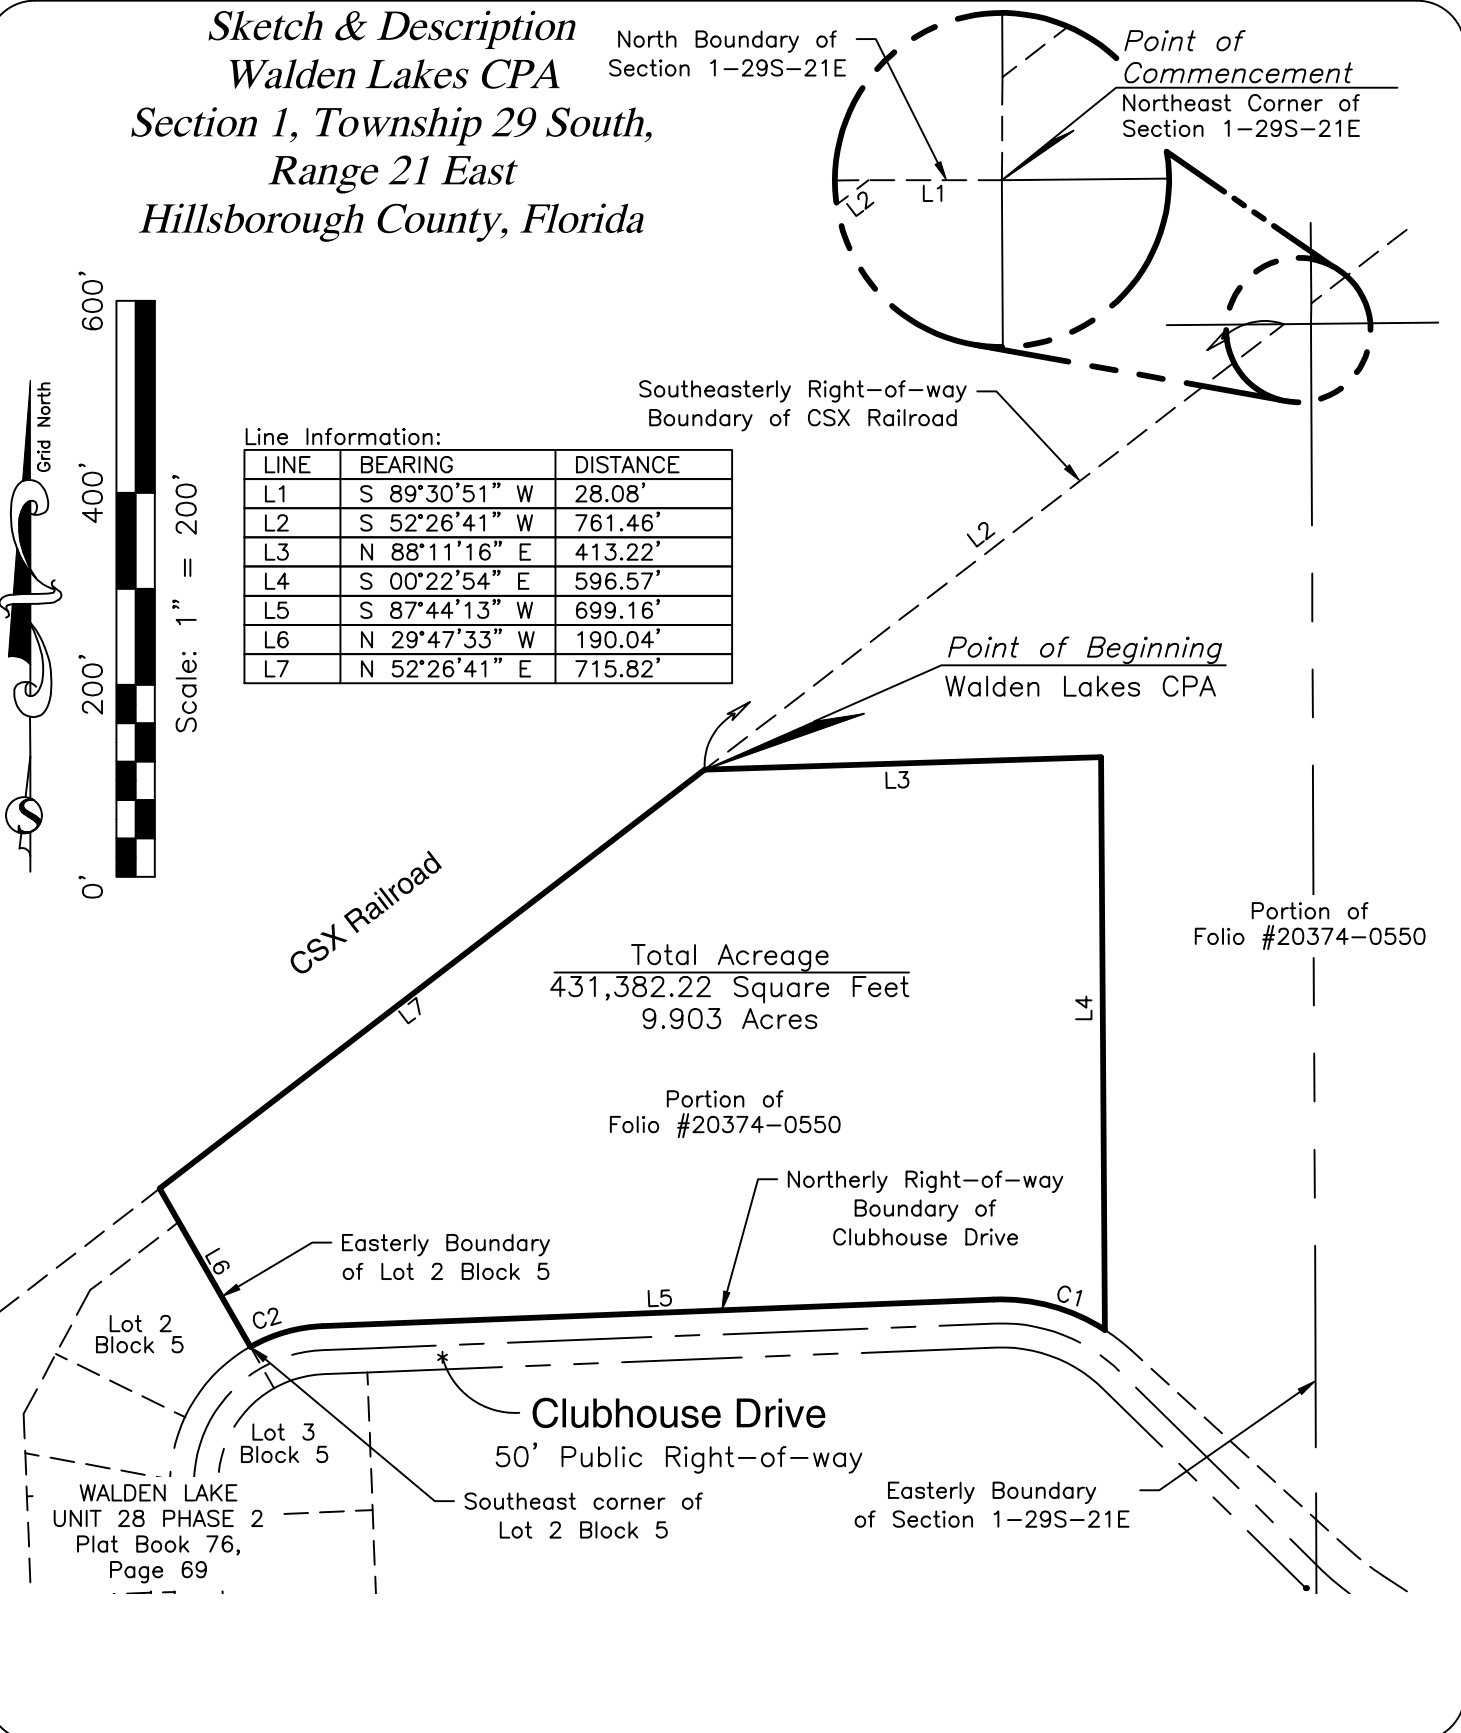 Sketch & Description
Walden Lakes CPA
Section 1, Township 29 South,
Range 21 East
Hillsborough County, Florida
North Boundary of
Section 1-29S-21E
Point of
Commencement
Northeast Corner of
Section 1-29S-21E
L2
L1
600'
400'
200'
0'
Grid North
Scale: 1" = 200'
Southeasterly Right-of-way
Boundary of CSX Railroad
L2
Line Information:
LINE BEARING DISTANCE
L1 S 89°30'51" W 28.08'
L2 S 52°26'41" W 761.46'
L3 N 88°11'16" E 413.22'
L4 S 00°22'54" E 596.57'
L5 S 87°44'13" W 699.16'
L6 N 29°47'33" W 190.04'
L7 N 52°26'41" E 715.82'
Point of Beginning
Walden Lakes CPA
L3
CSX Railroad
L7
Total Acreage
431,382.22 Square Feet
9.903 Acres
L4
Portion of
Folio #20374-0550
Portion of
Folio #20374-0550
Northerly Right-of-way
Boundary of
Clubhouse Drive
L6
Easterly Boundary
of Lot 2 Block 5
C2
L5
C1
Lot 2
Block 5
*
Clubhouse Drive
50' Public Right-of-way
Lot 3
Block 5
WALDEN LAKE
UNIT 28 PHASE 2
Plat Book 76,
Page 69
Southeast corner of
Lot 2 Block 5
Easterly Boundary
of Section 1-29S-21E